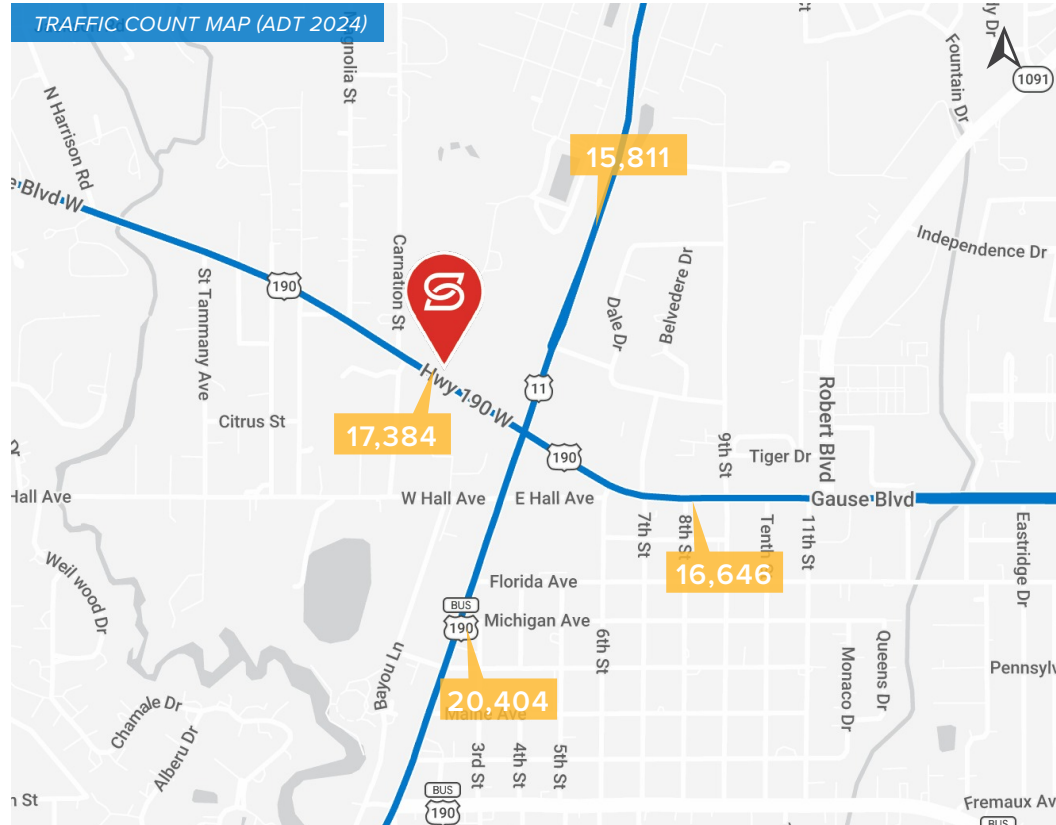 TRAFFIC COUNT MAP (ADT 2024)
Magnolia St
ly Dr
Fountain Dr
1091
N Harrison Rd
15,811
e Blvd W
Independence Dr
Carnation St
Belvedere Dr
St Tammany Ave
190
Dale Dr
Hwy 190 W
11
Robert Blvd
Citrus St
17,384
190
9th St
Tiger Dr
Hall Ave
W Hall Ave
E Hall Ave
Gause Blvd
7th St
8th St
Tenth
11th St
Eastridge Dr
16,646
Weil wood Dr
Florida Ave
BUS
190
Michigan Ave
6th St
Queens Dr
Monaco Dr
Pennsylv
Bayou Ln
20,404
Maine Ave
Chamale Dr
Alberu Dr
3rd St
4th St
5th St
BUS
190
n St
Fremaux Av
BUS